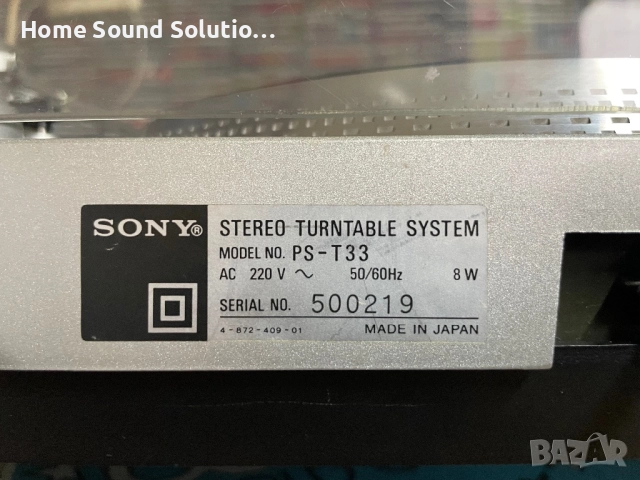 Home Sound Solutio...
SONY® STEREO TURNTABLE SYSTEM
MODEL NO. PS-T33
AC 220 V ~ 50/60Hz 8 W
SERIAL NO. 500219
4-872-409-01 MADE IN JAPAN
BAZAR